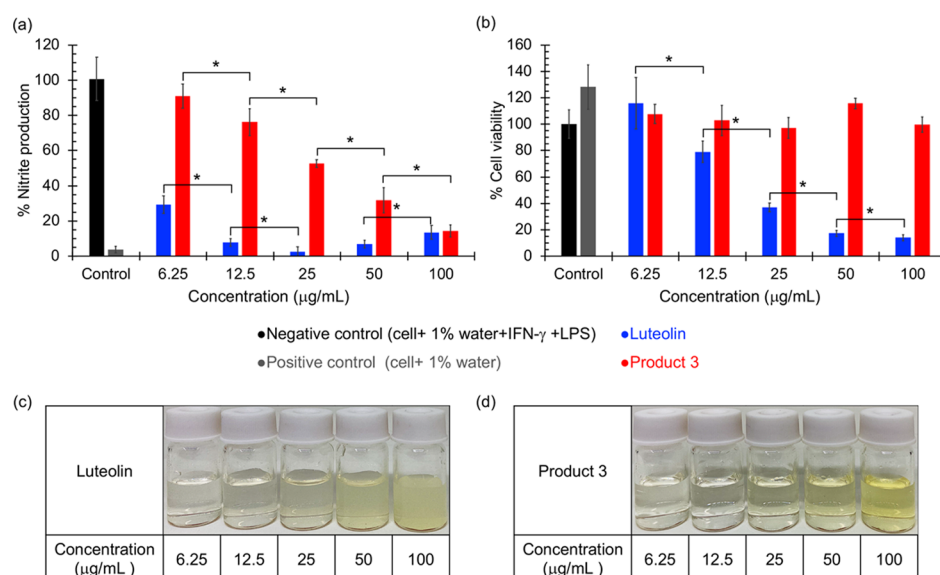 (a)
120
100
80
60
40
20
0
% Nitrite production
* * * * * * * *
Control 6.25 12.5 25 50 100
Concentration (μg/mL)
(b)
160
140
120
100
80
60
40
20
0
% Cell viability
* * * *
Control 6.25 12.5 25 50 100
Concentration (μg/mL)
Negative control (cell+ 1% water+IFN-γ +LPS) Luteolin
Positive control (cell+ 1% water) Product 3
(c)
Luteolin
Concentration 6.25 12.5 25 50 100
(μg/mL )
(d)
Product 3
Concentration 6.25 12.5 25 50 100
(μg/mL )